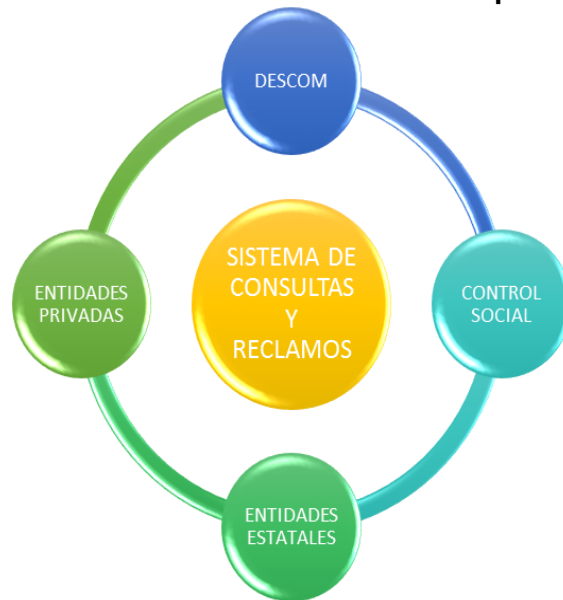 DESCOM
SISTEMA DE
CONSULTAS
Y
RECLAMOS
ENTIDADES
PRIVADAS
CONTROL
SOCIAL
ENTIDADES
ESTATALES